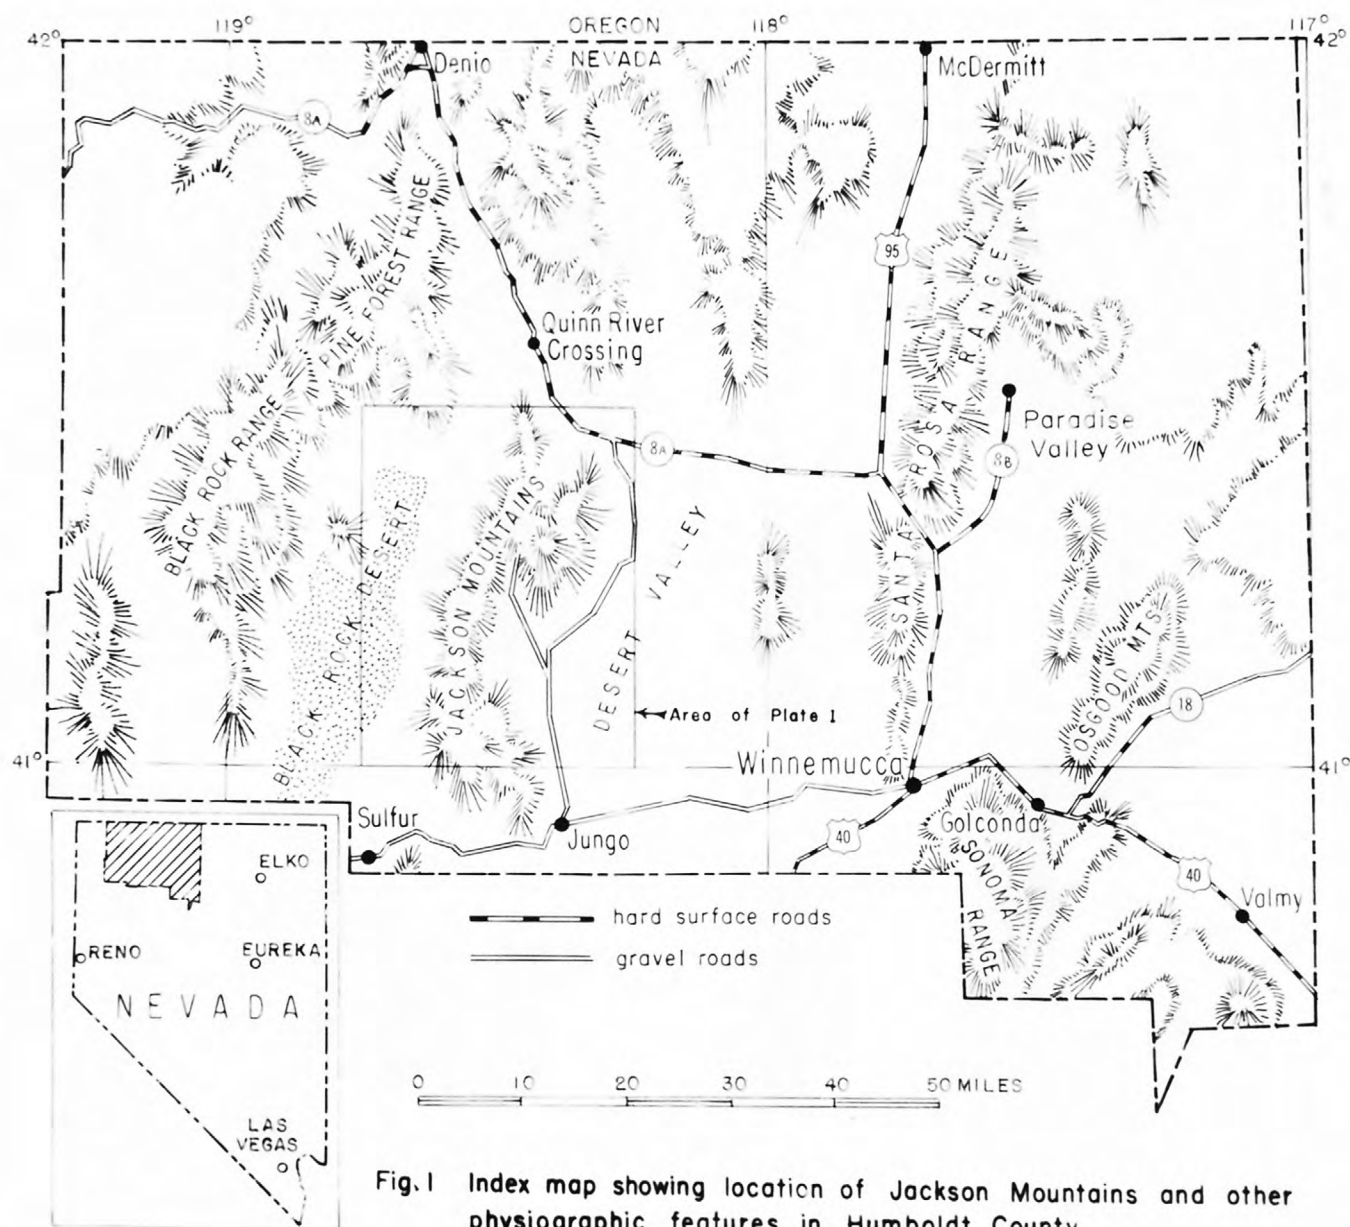 119° OREGON 118° 117°
42° NEVADA 42°
Denio
McDermitt
8A
PINE FOREST RANGE
95
Quinn River
Crossing
BLACK ROCK RANGE
SANTA ROSA RANGE
Paradise
Valley
8A
8B
BLACK ROCK DESERT
JACKSON MOUNTAINS
DESERT VALLEY
OSGOOD MTS.
18
Area of Plate I
41° 41°
Winnemucca
Sulfur
Jungo
40
Golconda
SONOMA
RANGE
40
Valmy
ELKO
RENO
EUREKA
NEVADA
LAS
VEGAS
hard surface roads
gravel roads
0 10 20 30 40 50 MILES
Fig. 1 Index map showing location of Jackson Mountains and other
physiographic features in Humboldt County